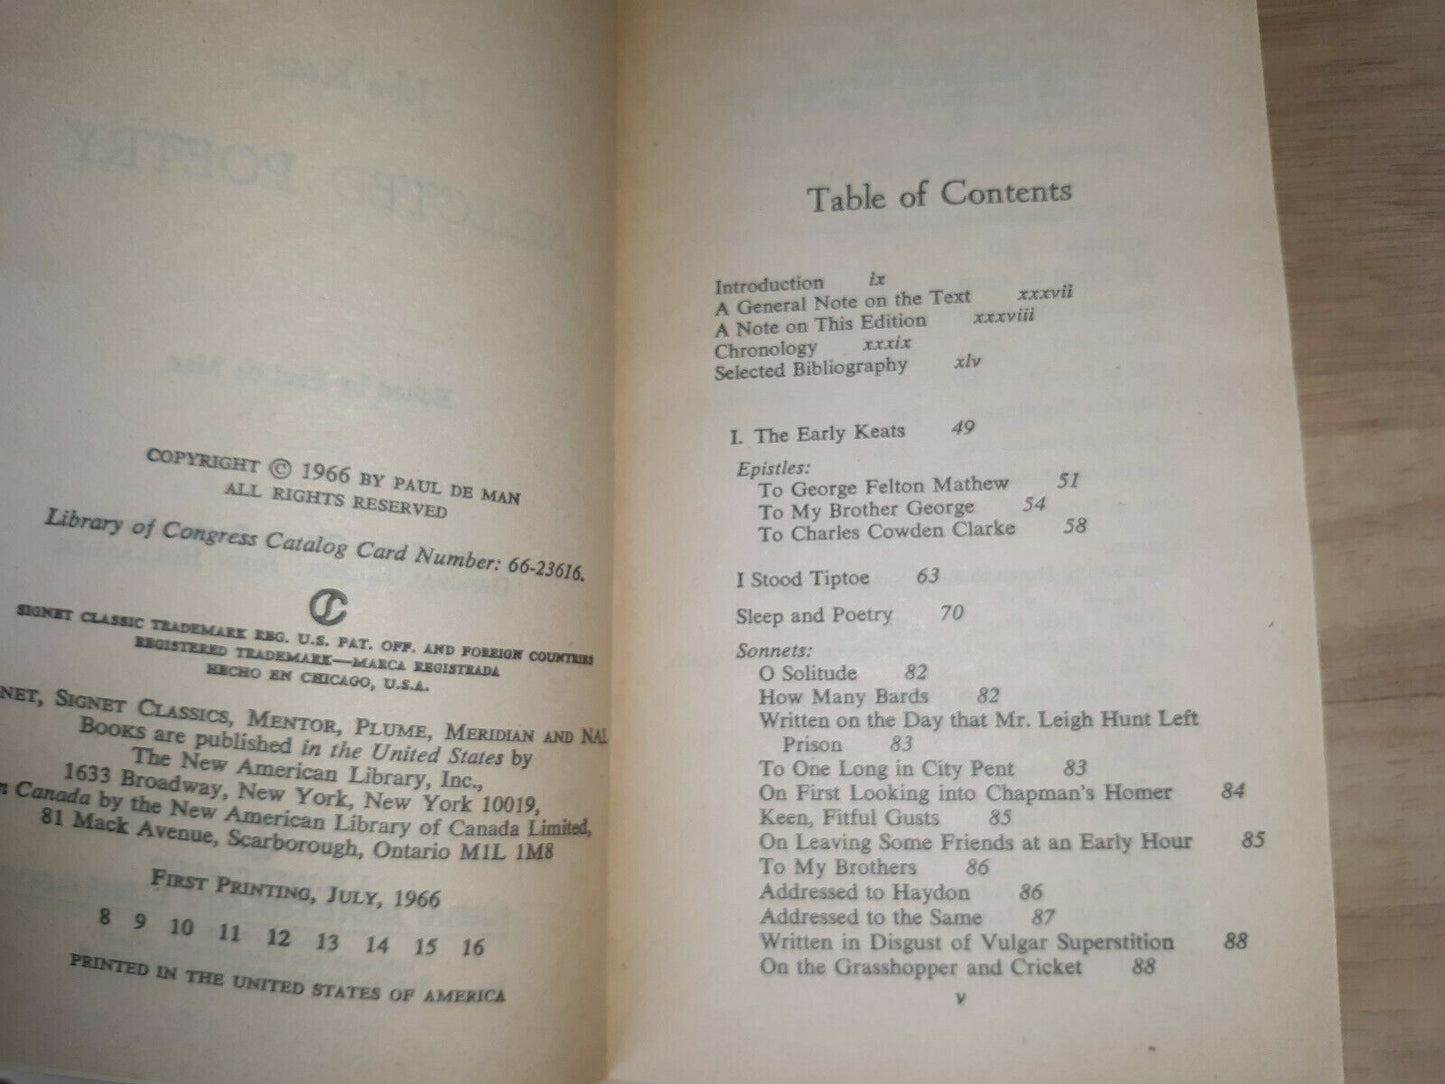 COPYRIGHT © 1966 BY PAUL DE MAN
ALL RIGHTS RESERVED
Library of Congress Catalog Card Number: 66-23616.
SIGNET CLASSIC TRADEMARK REG. U.S. PAT. OFF. AND FOREIGN COUNTRIES
REGISTERED TRADEMARK—MARCA REGISTRADA
HECHO EN CHICAGO, U.S.A.
NET, SIGNET CLASSICS, MENTOR, PLUME, MERIDIAN AND NAL
BOOKS are published in the United States by
The New American Library, Inc.,
1633 Broadway, New York, New York 10019,
n Canada by the New American Library of Canada Limited,
81 Mack Avenue, Scarborough, Ontario M1L 1M8
FIRST PRINTING, JULY, 1966
8 9 10 11 12 13 14 15 16
PRINTED IN THE UNITED STATES OF AMERICA
Table of Contents
Introduction ix
A General Note on the Text xxxvii
A Note on This Edition xxxviii
Chronology xxxix
Selected Bibliography xlv
I. The Early Keats 49
Epistles:
To George Felton Mathew 51
To My Brother George 54
To Charles Cowden Clarke 58
I Stood Tiptoe 63
Sleep and Poetry 70
Sonnets:
O Solitude 82
How Many Bards 82
Written on the Day that Mr. Leigh Hunt Left
Prison 83
To One Long in City Pent 83
On First Looking into Chapman's Homer 84
Keen, Fitful Gusts 85
On Leaving Some Friends at an Early Hour 85
To My Brothers 86
Addressed to Haydon 86
Addressed to the Same 87
Written in Disgust of Vulgar Superstition 88
On the Grasshopper and Cricket 88
v